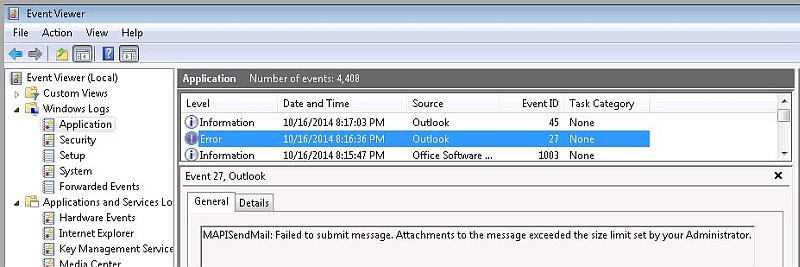 Event Viewer
File Action View Help
Event Viewer (Local)
Custom Views
Windows Logs
Application
Security
Setup
System
Forwarded Events
Applications and Services Lo
Hardware Events
Internet Explorer
Key Management Service
Media Center
Application Number of events: 4,408
Level Date and Time Source Event ID Task Category
Information 10/16/2014 8:17:03 PM Outlook 45 None
Error 10/16/2014 8:16:36 PM Outlook 27 None
Information 10/16/2014 8:15:47 PM Office Software ... 1003 None
Event 27, Outlook
General Details
MAPISendMail: Failed to submit message. Attachments to the message exceeded the size limit set by your Administrator.